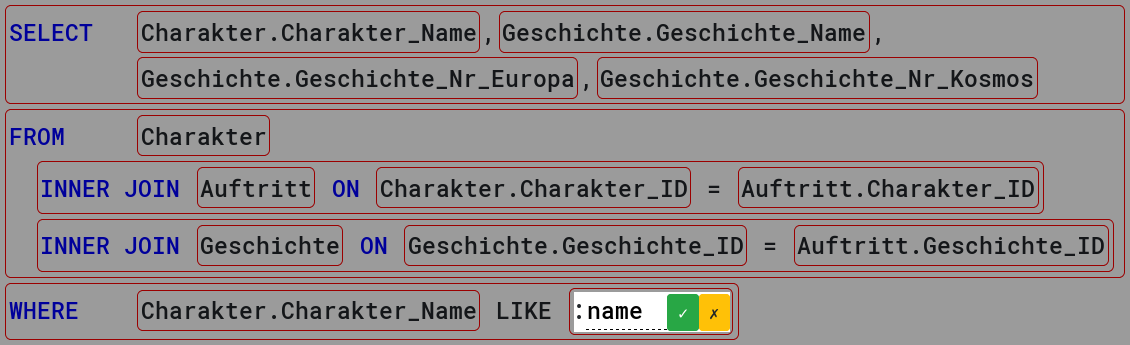 SELECT Charakter.Charakter_Name, Geschichte.Geschichte_Name,
Geschichte.Geschichte_Nr_Europa, Geschichte.Geschichte_Nr_Kosmos
FROM Charakter
INNER JOIN Auftritt ON Charakter.Charakter_ID = Auftritt.Charakter_ID
INNER JOIN Geschichte ON Geschichte.Geschichte_ID = Auftritt.Geschichte_ID
WHERE Charakter.Charakter_Name LIKE :name ✓ ✗